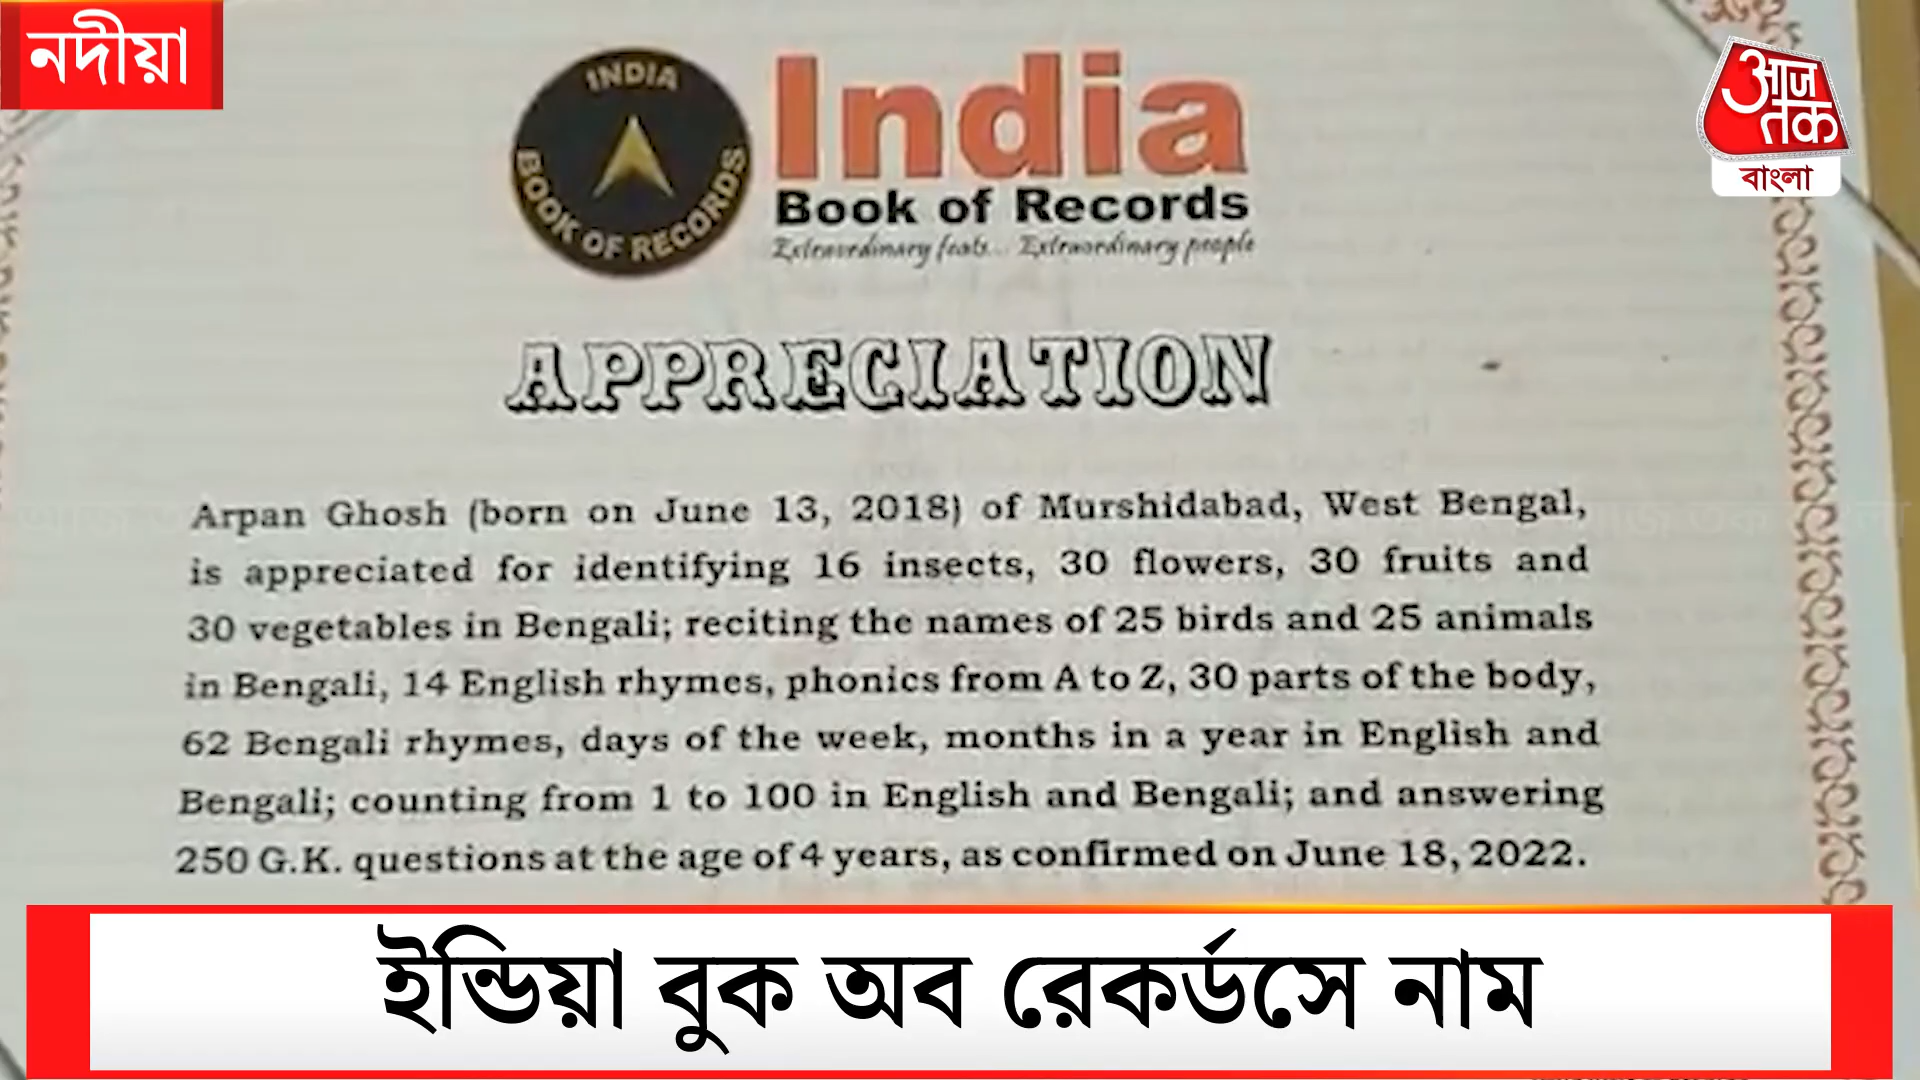 নদীয়া
আজ
তক
বাংলা
INDIA
BOOK OF RECORDS
India
Book of Records
Extraordinary feats... Extraordinary people
APPRECIATION
Arpan Ghosh (born on June 13, 2018) of Murshidabad, West Bengal,
is appreciated for identifying 16 insects, 30 flowers, 30 fruits and
30 vegetables in Bengali; reciting the names of 25 birds and 25 animals
in Bengali, 14 English rhymes, phonics from A to Z, 30 parts of the body,
62 Bengali rhymes, days of the week, months in a year in English and
Bengali; counting from 1 to 100 in English and Bengali; and answering
250 G.K. questions at the age of 4 years, as confirmed on June 18, 2022.
ইন্ডিয়া বুক অব রেকর্ডসে নাম